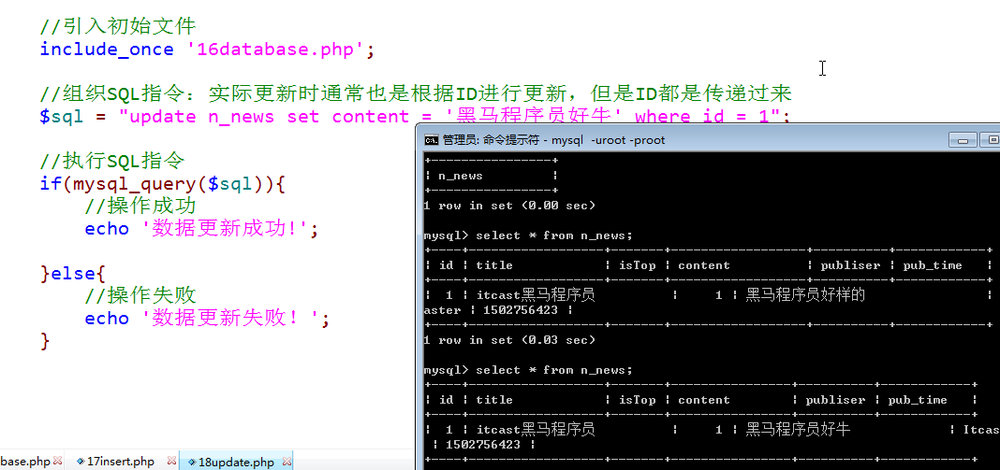 //引入初始文件
include_once '16database.php';
//组织SQL指令：实际更新时通常也是根据ID进行更新，但是ID都是传递过来
$sql = "update n_news set content = '黑马程序员好牛' where id = 1";
//执行SQL指令
if(mysql_query($sql)){
//操作成功
echo '数据更新成功!';
}else{
//操作失败
echo '数据更新失败！';
}
管理员: 命令提示符 - mysql -uroot -proot
+-----------------+
| n_news |
+-----------------+
1 row in set (0.00 sec)
mysql> select * from n_news;
| id | title | isTop | content | publiser | pub_time |
| 1 | itcast黑马程序员 | 1 | 黑马程序员好样的 |
aster | 1502756423 |
1 row in set (0.03 sec)
mysql> select * from n_news;
| id | title | isTop | content | publiser | pub_time |
| 1 | itcast黑马程序员 | 1 | 黑马程序员好牛 | Itcas
| 1502756423 |
base.php 17insert.php 18update.php